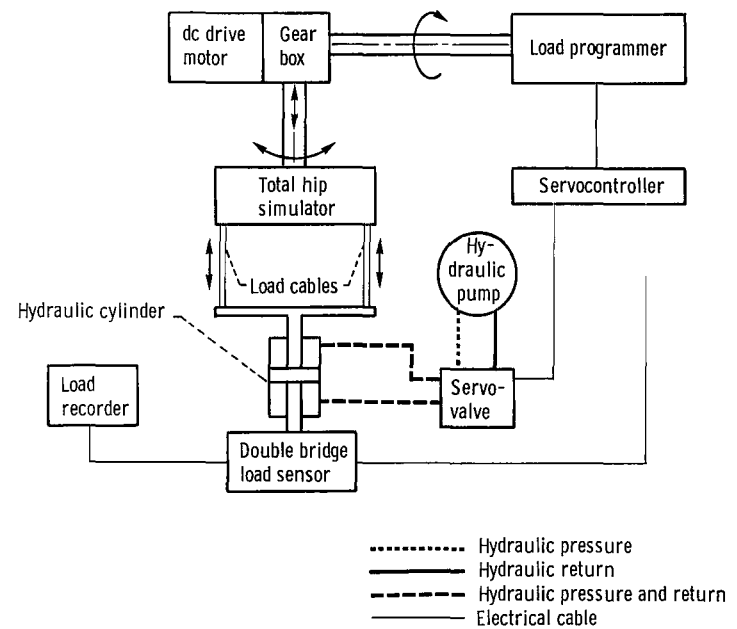 dc drive
motor
Gear
box
Load programmer
Total hip
simulator
Servocontroller
Hy-
draulic
pump
Load cables
Hydraulic cylinder
Load
recorder
Servo-
valve
Double bridge
load sensor
Hydraulic pressure
Hydraulic return
Hydraulic pressure and return
Electrical cable